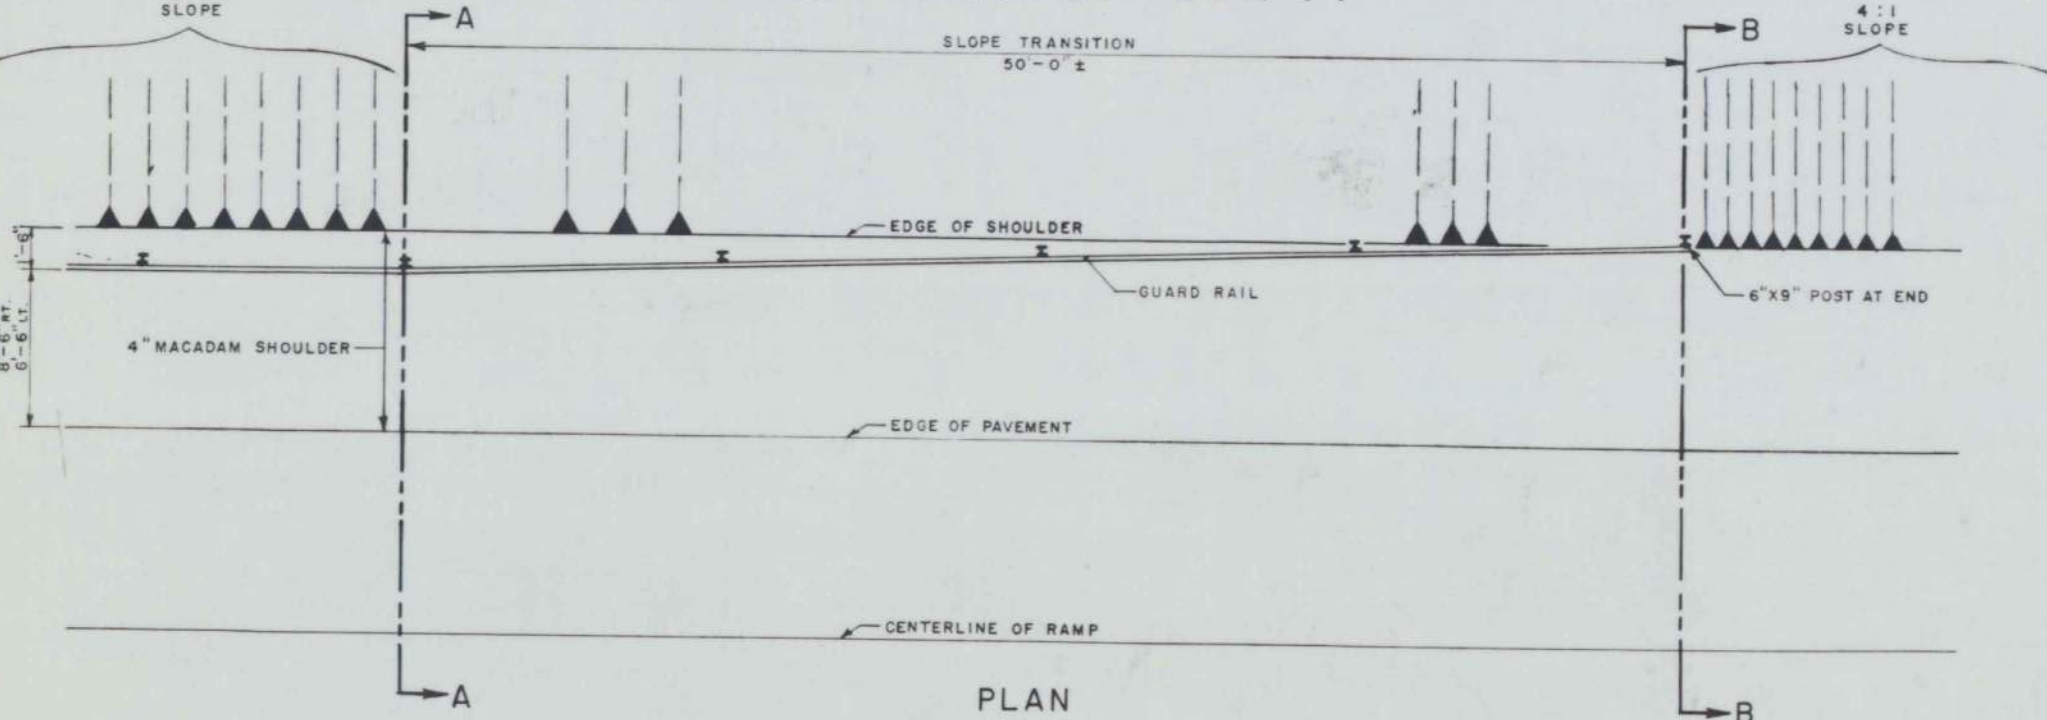 SLOPE
A
SLOPE TRANSITION
50'-0" ±
B
4:1
SLOPE
EDGE OF SHOULDER
1'-6"
GUARD RAIL
6"X9" POST AT END
8'-6" RT.
6'-6" LT.
4" MACADAM SHOULDER
EDGE OF PAVEMENT
CENTERLINE OF RAMP
A
PLAN
B